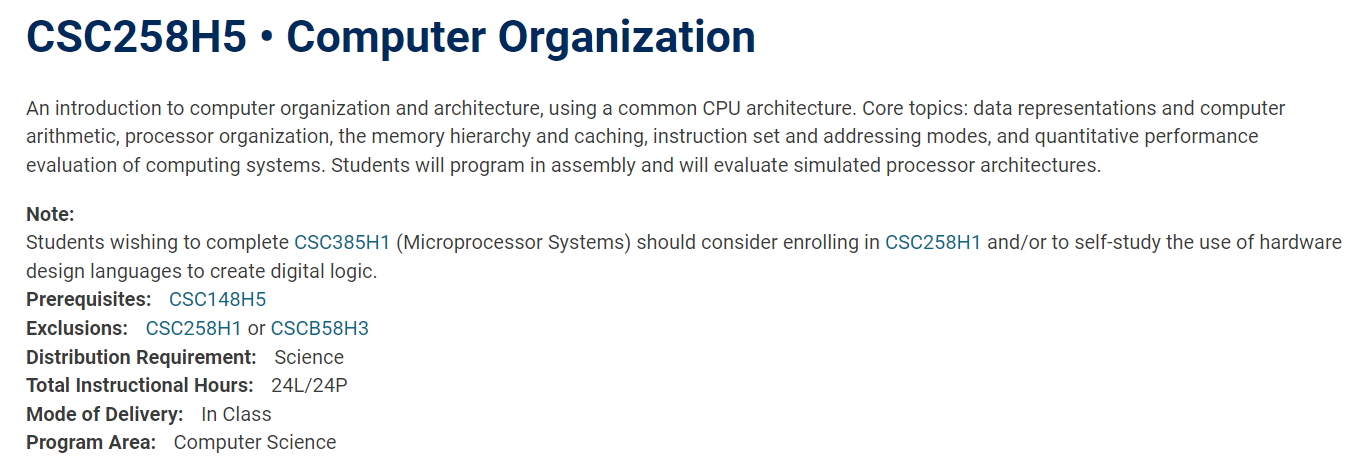 CSC258H5 • Computer Organization
An introduction to computer organization and architecture, using a common CPU architecture. Core topics: data representations and computer
arithmetic, processor organization, the memory hierarchy and caching, instruction set and addressing modes, and quantitative performance
evaluation of computing systems. Students will program in assembly and will evaluate simulated processor architectures.
Note:
Students wishing to complete CSC385H1 (Microprocessor Systems) should consider enrolling in CSC258H1 and/or to self-study the use of hardware
design languages to create digital logic.
Prerequisites: CSC148H5
Exclusions: CSC258H1 or CSCB58H3
Distribution Requirement: Science
Total Instructional Hours: 24L/24P
Mode of Delivery: In Class
Program Area: Computer Science